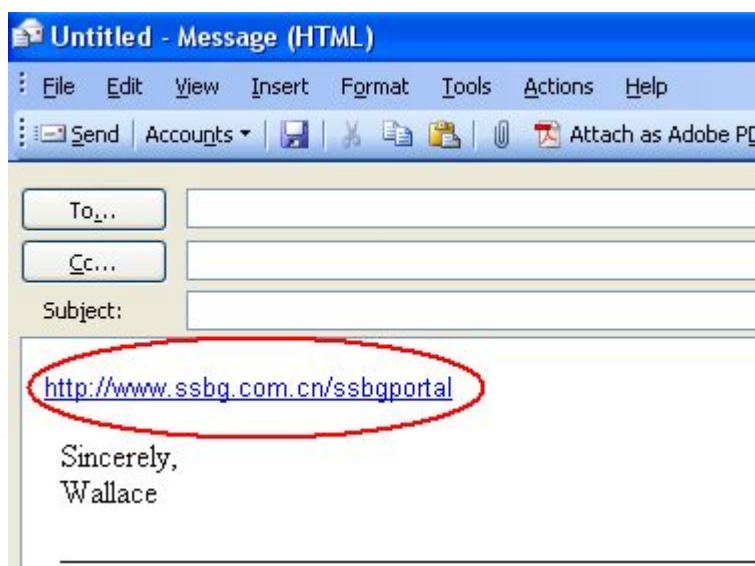 Untitled - Message (HTML)
File Edit View Insert Format Tools Actions Help
Send Accounts Attach as Adobe PD
To...
Cc...
Subject:
http://www.ssbg.com.cn/ssbgportal
Sincerely,
Wallace